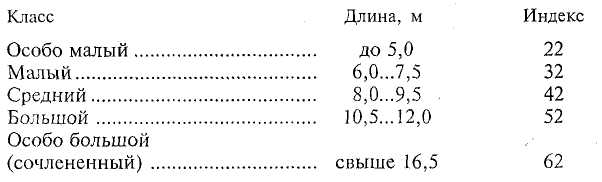 Класс Длина, м Индекс
Особо малый ........................ до 5,0 22
Малый ................................ 6,0...7,5 32
Средний .............................. 8,0...9,5 42
Большой .............................. 10,5...12,0 52
Особо большой
(сочлененный) ...................... свыше 16,5 62